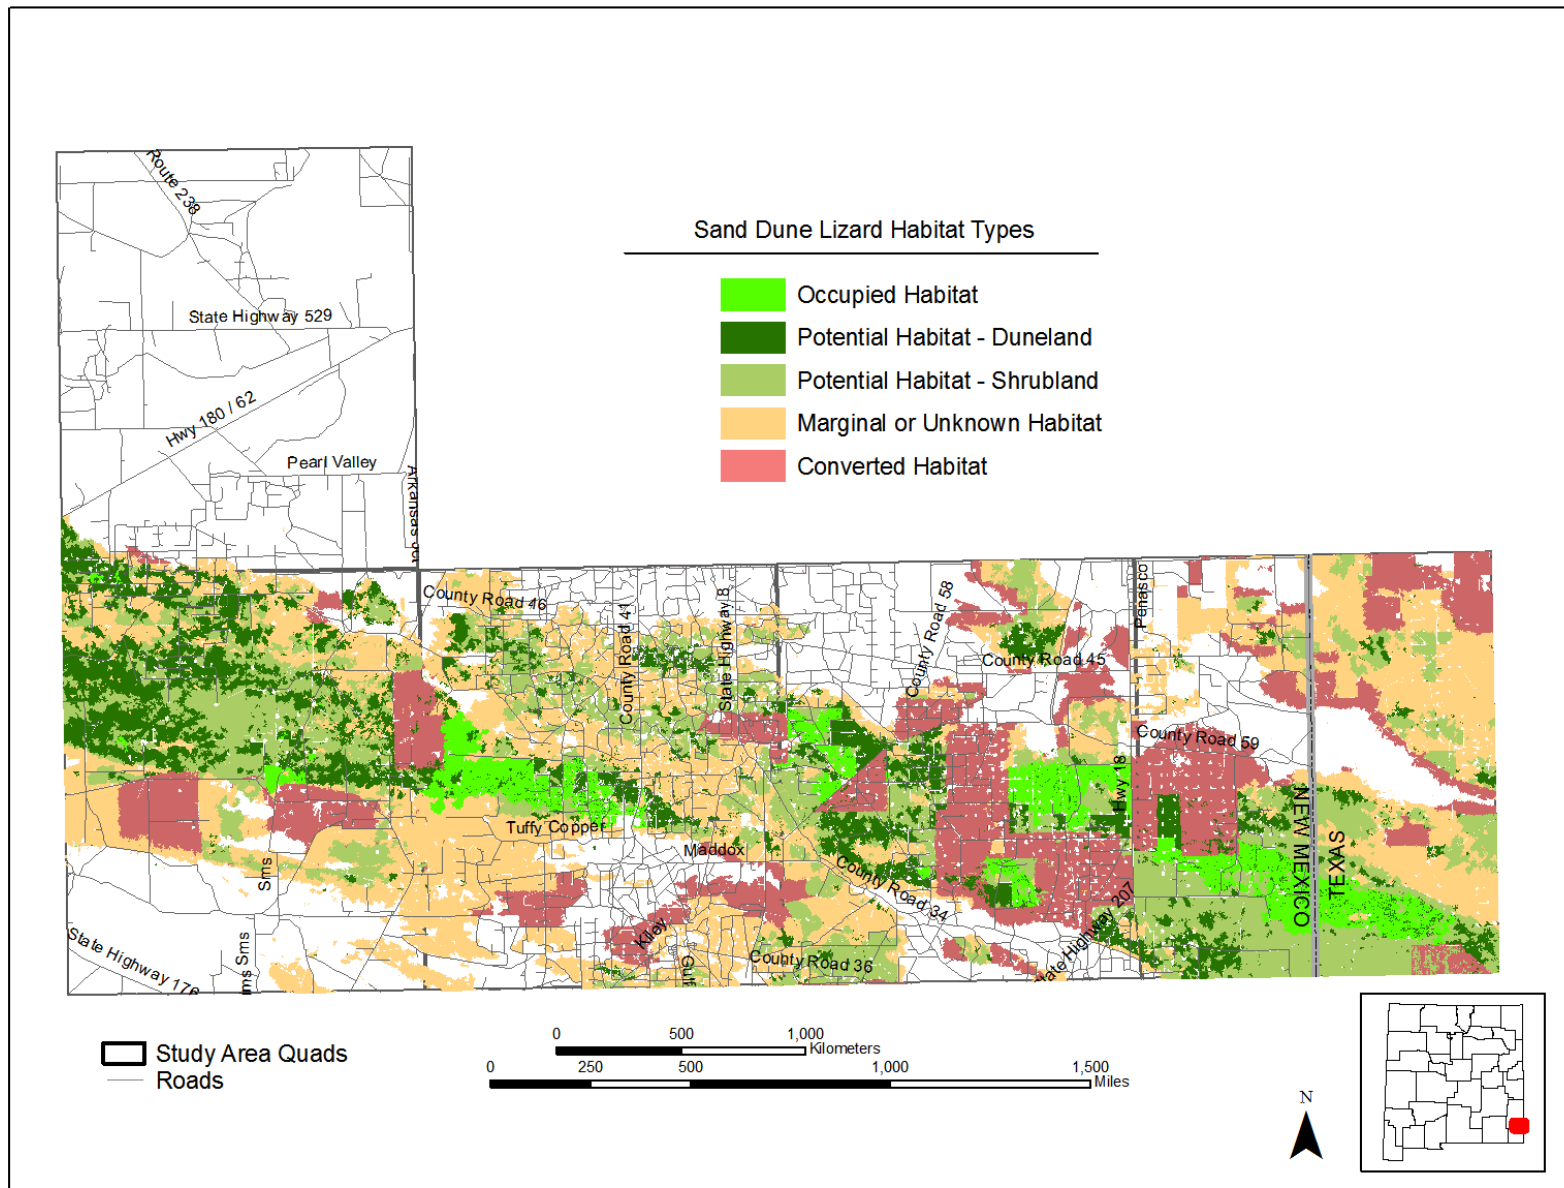 Route 238
Sand Dune Lizard Habitat Types
Occupied Habitat
State Highway 529
Potential Habitat - Duneland
Potential Habitat - Shrubland
Hwy 180 / 62
Marginal or Unknown Habitat
Pearl Valley
Converted Habitat
Arkansas Jct
County Road 46
County Road 41
State Highway 8
County Road 58
Penasco
County Road 45
County Road 59
Hwy 18
NEW MEXICO
TEXAS
Tuffy Copper
Maddox
Sms
County Road 34
State Highway 207
Kiley
State Highway 176
ms Sms
Gulf
County Road 36
Study Area Quads
Roads
0 500 1,000
Kilometers
0 250 500 1,000 1,500
Miles
N